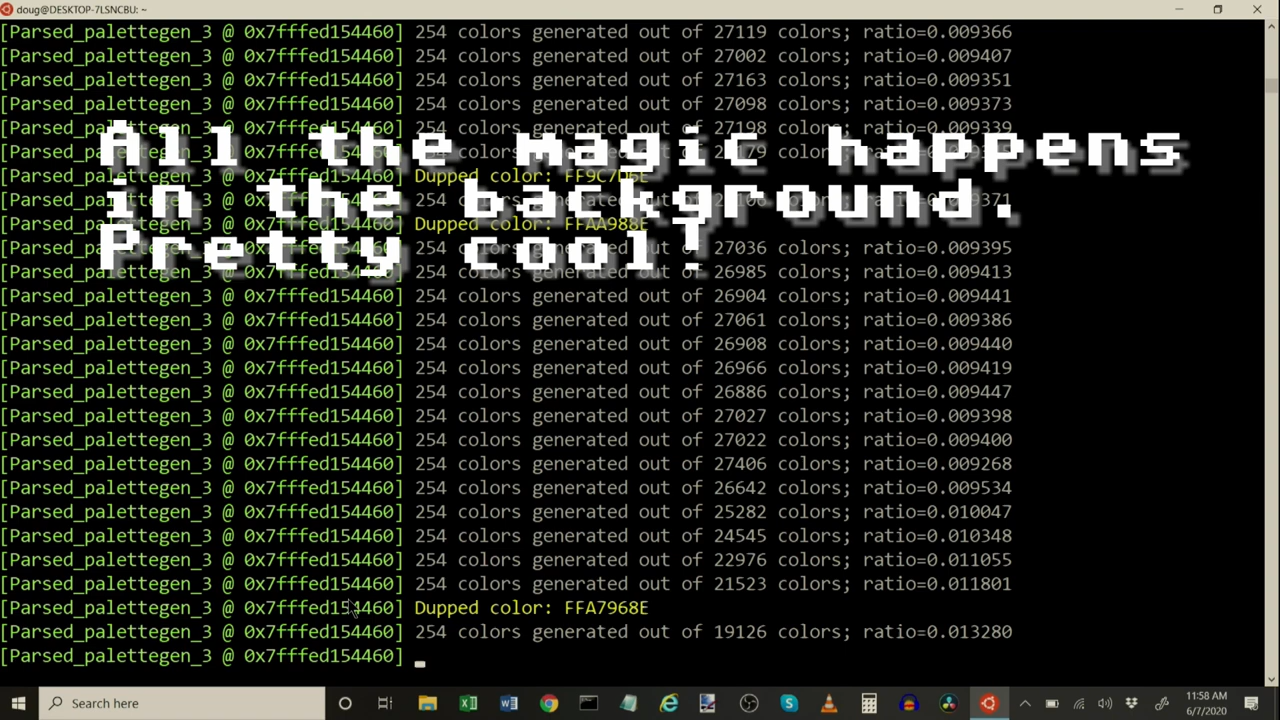 doug@DESKTOP-7LSNCBU: ~
[Parsed_palettegen_3 @ 0x7fffed154460] 254 colors generated out of 27119 colors; ratio=0.009366
[Parsed_palettegen_3 @ 0x7fffed154460] 254 colors generated out of 27002 colors; ratio=0.009407
[Parsed_palettegen_3 @ 0x7fffed154460] 254 colors generated out of 27163 colors; ratio=0.009351
[Parsed_palettegen_3 @ 0x7fffed154460] 254 colors generated out of 27098 colors; ratio=0.009373
[Parsed_palettegen_3 @ 0x7fffed154460] 254 colors generated out of 27198 colors; ratio=0.009339
All the magic happens
in the background.
Pretty cool!
Dupped color:
Dupped color: FFAA988E
27036 colors; ratio=0.009395
[Parsed_palettegen_3 @ 0x7fffed154460] 254 colors generated out of 26985 colors; ratio=0.009413
[Parsed_palettegen_3 @ 0x7fffed154460] 254 colors generated out of 26904 colors; ratio=0.009441
[Parsed_palettegen_3 @ 0x7fffed154460] 254 colors generated out of 27061 colors; ratio=0.009386
[Parsed_palettegen_3 @ 0x7fffed154460] 254 colors generated out of 26908 colors; ratio=0.009440
[Parsed_palettegen_3 @ 0x7fffed154460] 254 colors generated out of 26966 colors; ratio=0.009419
[Parsed_palettegen_3 @ 0x7fffed154460] 254 colors generated out of 26886 colors; ratio=0.009447
[Parsed_palettegen_3 @ 0x7fffed154460] 254 colors generated out of 27027 colors; ratio=0.009398
[Parsed_palettegen_3 @ 0x7fffed154460] 254 colors generated out of 27022 colors; ratio=0.009400
[Parsed_palettegen_3 @ 0x7fffed154460] 254 colors generated out of 27406 colors; ratio=0.009268
[Parsed_palettegen_3 @ 0x7fffed154460] 254 colors generated out of 26642 colors; ratio=0.009534
[Parsed_palettegen_3 @ 0x7fffed154460] 254 colors generated out of 25282 colors; ratio=0.010047
[Parsed_palettegen_3 @ 0x7fffed154460] 254 colors generated out of 24545 colors; ratio=0.010348
[Parsed_palettegen_3 @ 0x7fffed154460] 254 colors generated out of 22976 colors; ratio=0.011055
[Parsed_palettegen_3 @ 0x7fffed154460] 254 colors generated out of 21523 colors; ratio=0.011801
[Parsed_palettegen_3 @ 0x7fffed154460] Dupped color: FFA7968E
[Parsed_palettegen_3 @ 0x7fffed154460] 254 colors generated out of 19126 colors; ratio=0.013280
[Parsed_palettegen_3 @ 0x7fffed154460]
Search here
11:58 AM
6/7/2020